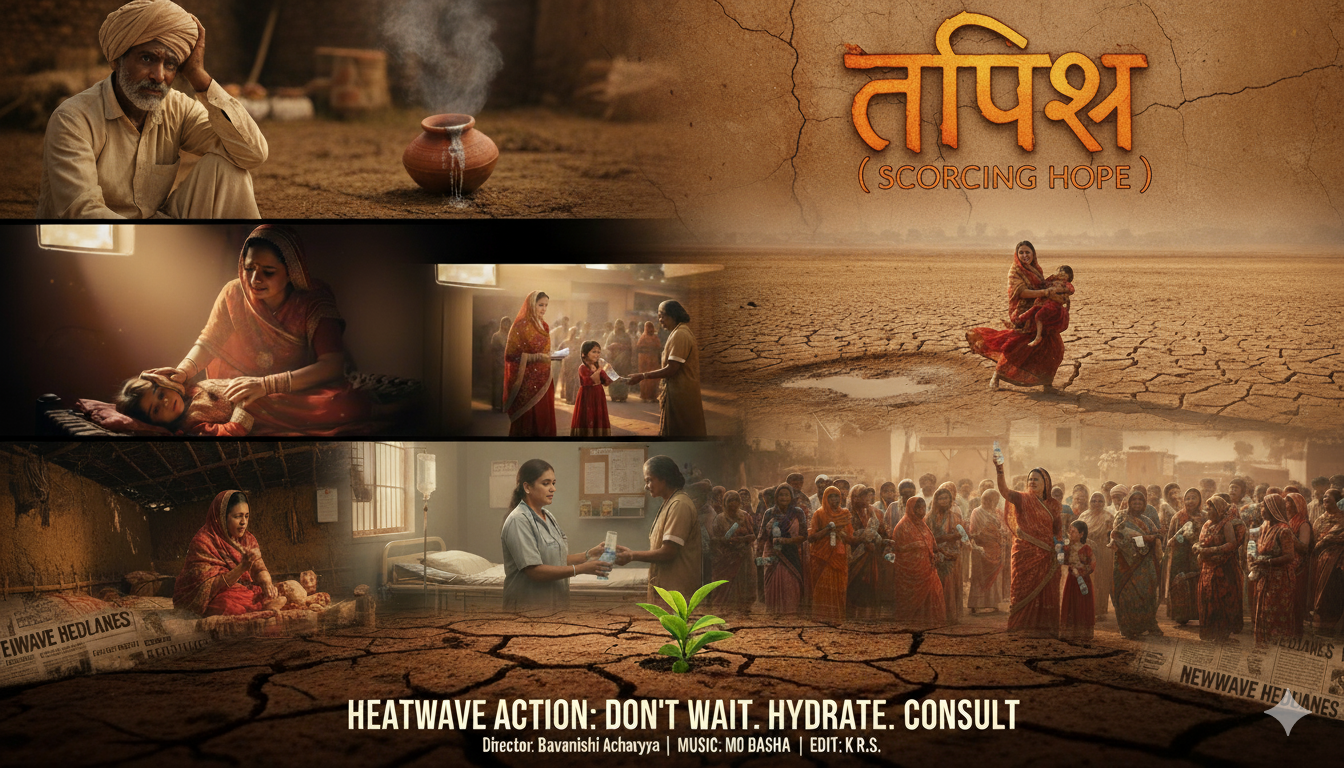 तपिश
( SCORCING HOPE )
EIWAVE HEDLANES
NEWWAVE HEDLANES
HEATWAVE ACTION: DON'T WAIT. HYDRATE. CONSULT
Director: Bavanishi Acharyya | MUSIC: MO BASHA | EDIT: K R.S.